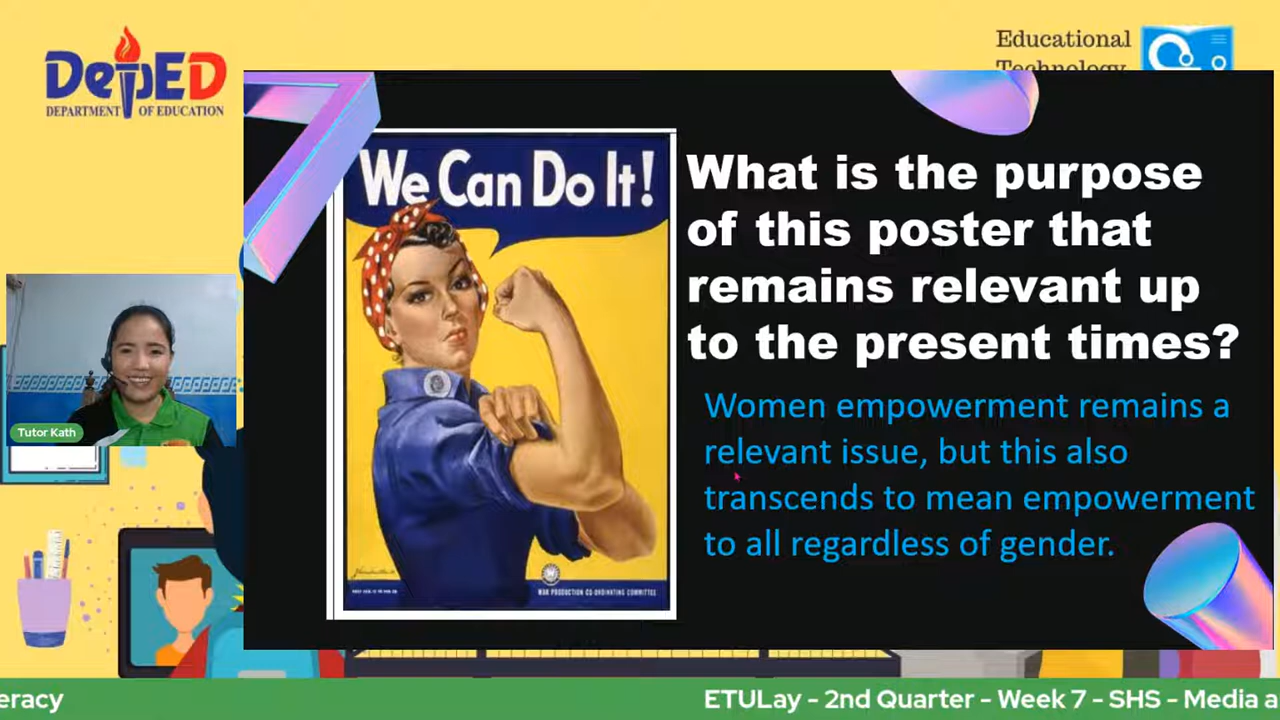 DepED
DEPARTMENT OF EDUCATION
Educational
Technology
We Can Do It!
What is the purpose
of this poster that
remains relevant up
to the present times?
Women empowerment remains a
relevant issue, but this also
transcends to mean empowerment
to all regardless of gender.
Tutor Kath
WAR PRODUCTION CO-ORDINATING COMMITTEE
eracy
ETULay - 2nd Quarter - Week 7 - SHS - Media a